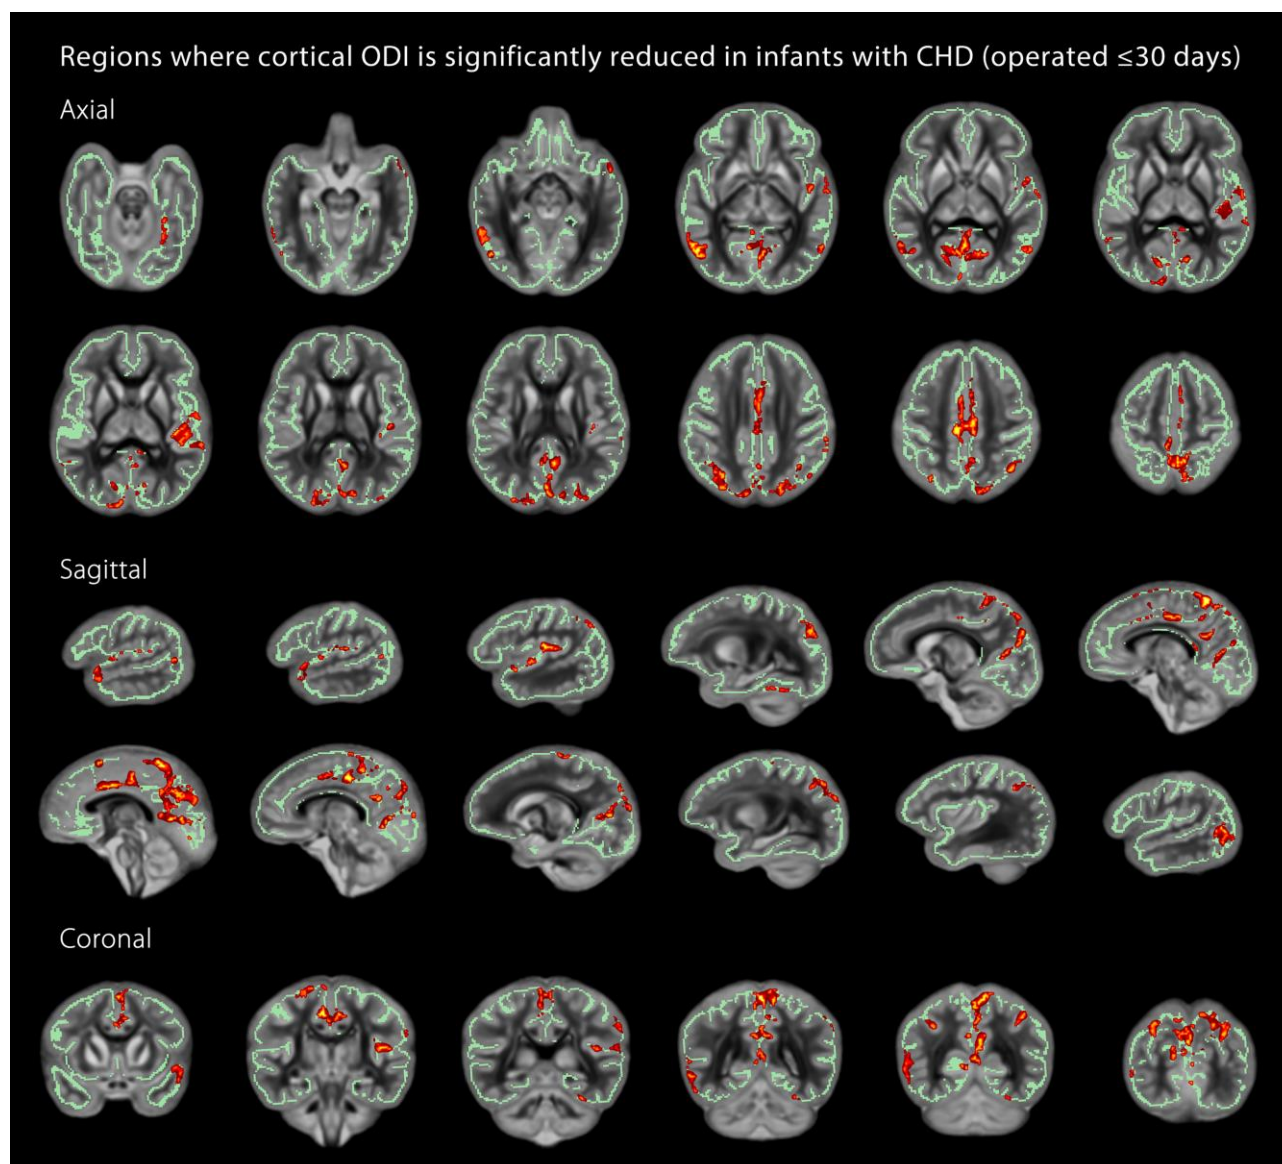 Regions where cortical ODI is significantly reduced in infants with CHD (operated ≤30 days)
Axial
Sagittal
Coronal